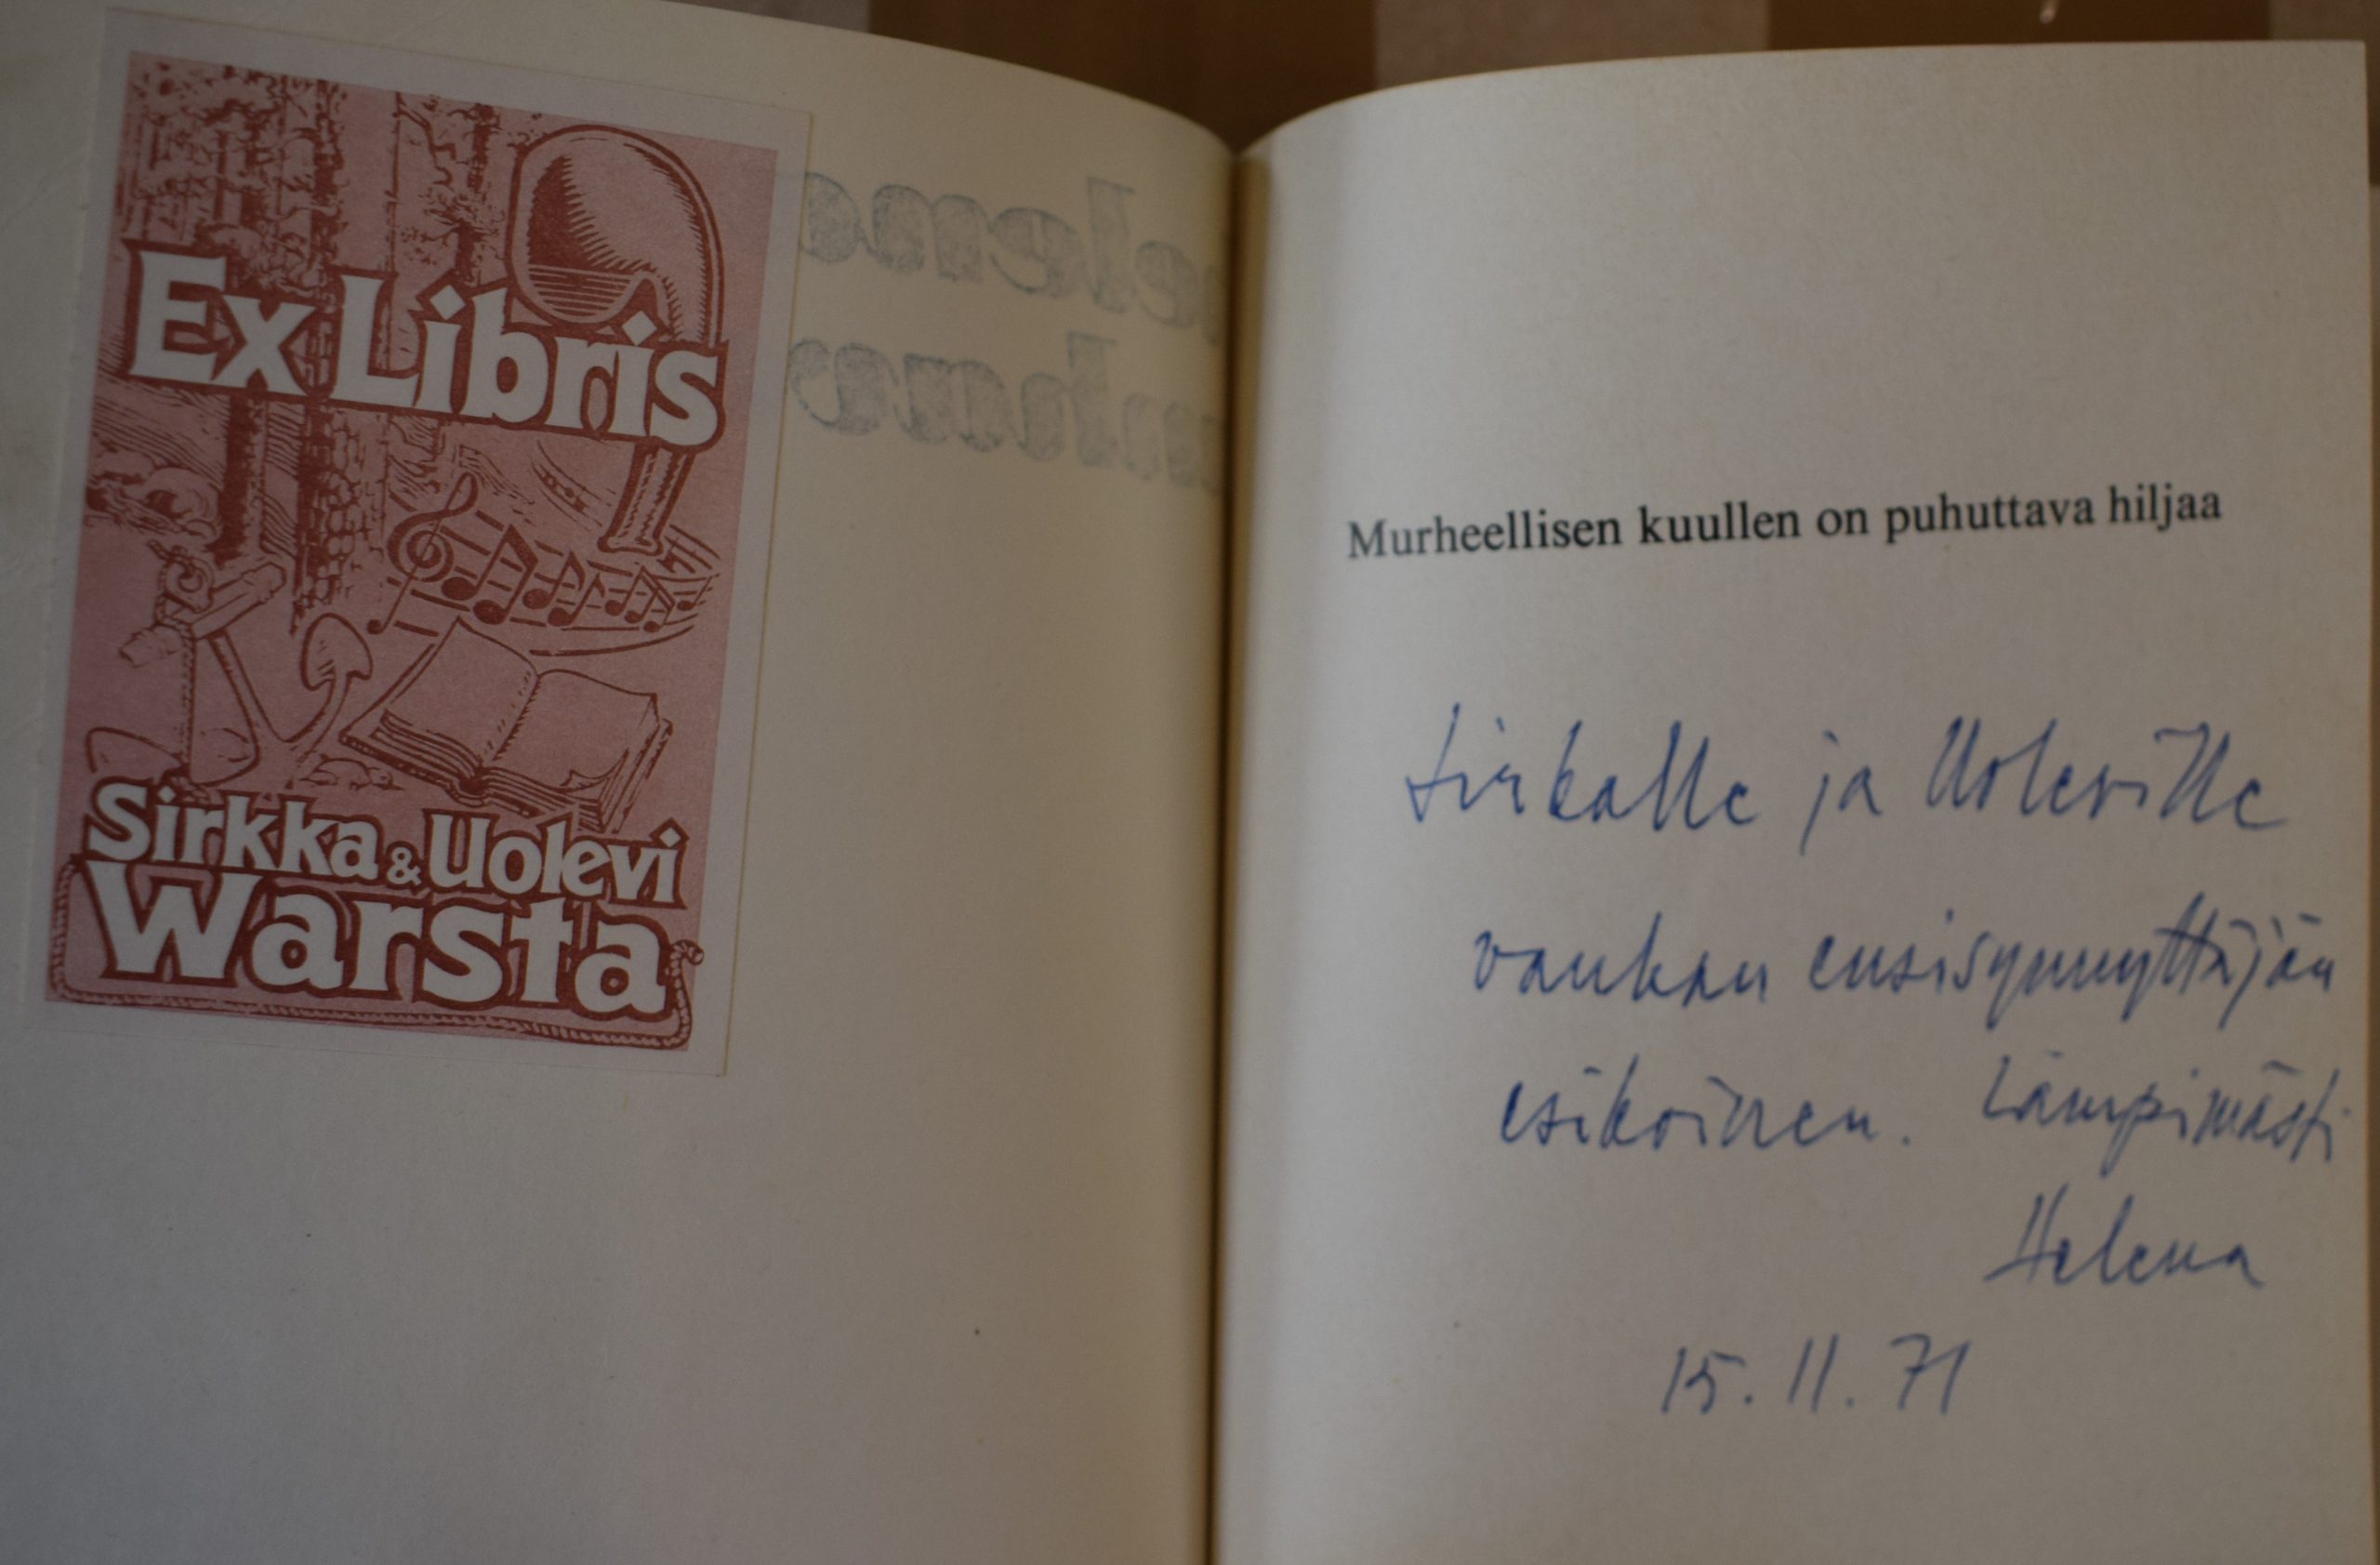 Ex Libris
Sirkka & Uolevi
Warsta
Murheellisen kuullen on puhuttava hiljaa
Sirkalle ja Uoleville
vanhan ensisynnyttäjän
esikoinen. Lämpimästi
Helena
15.11.71